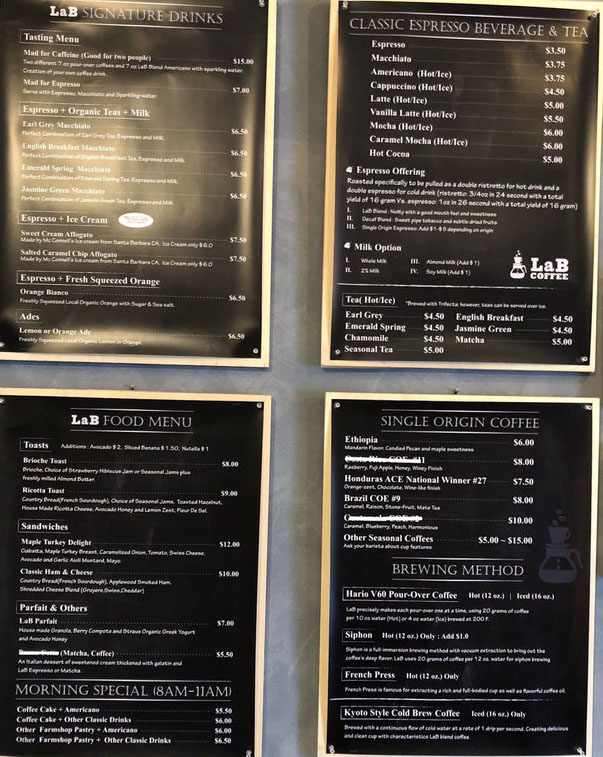 LaB SIGNATURE DRINKS
Tasting Menu
Mad for Caffeine (Good for two people) $15.00
Two different 7 oz pour-over coffees and 7 oz LaB Blend Americano with sparkling water.
Creation of your own coffee drink.
Mad for Espresso $7.00
Serve with Espresso, Macchiato and Sparkling-water
Espresso + Organic Teas + Milk
Earl Grey Macchiato $6.50
Perfect Combination of Earl Grey Tea, Espresso and Milk.
English Breakfast Macchiato $6.50
Perfect Combination of English Breakfast Tea, Espresso and Milk.
Emerald Spring Macchiato $6.50
Perfect Combination of Emerald Spring Tea, Espresso and Milk.
Jasmine Green Macchiato $6.50
Perfect Combination of Jasmin Green Tea, Espresso and Milk.
Espresso + Ice Cream
Sweet Cream Affogato $7.50
Made by McConnell's Ice cream from Santa Barbara CA. Ice Cream only $6.0
Salted Caramel Chip Affogato $7.50
Made by McConnell's Ice cream from Santa Barbara CA. Ice Cream only $6.0
Espresso + Fresh Squeezed Orange
Orange Bianco $6.50
Freshly Squeezed Local Organic Orange with Sugar & Sea salt.
Ades
Lemon or Orange Ade $6.50
Freshly Squeezed Local Organic Lemon or Orange
CLASSIC ESPRESSO BEVERAGE & TEA
Espresso $3.50
Macchiato $3.75
Americano (Hot/Ice) $3.75
Cappuccino (Hot/Ice) $4.50
Latte (Hot/Ice) $5.00
Vanilla Latte (Hot/Ice) $5.50
Mocha (Hot/Ice) $6.00
Caramel Mocha (Hot/Ice) $6.00
Hot Cocoa $5.00
Espresso Offering
Roasted specifically to be pulled as a double ristretto for hot drink and a
double espresso for cold drink (ristretto: 3/4oz in 24 second with a total
yield of 16 gram Vs. espresso: 1oz in 26 second with a total yield of 16 gram)
I. LaB Blend : Nutty with a good mouth feel and sweetness
II. Decaf Blend : Sweet pipe tobacco and subtle dried fruits
III. Single Origin Espresso : Add $1-$5 depending on origin
Milk Option
I. Whole Milk III. Almond Milk (Add $ 1)
II. 2% Milk IV. Soy Milk (Add $ 1)
LaB
COFFEE
Tea( Hot/Ice) *Brewed with Trifecta; however, teas can be served over ice.
Earl Grey $4.50 English Breakfast $4.50
Emerald Spring $4.50 Jasmine Green $4.50
Chamomile $4.50 Matcha $5.00
Seasonal Tea $5.00
LaB FOOD MENU
Toasts Additions : Avocado $ 2, Sliced Banana $ 1.50, Nutella $ 1
Brioche Toast $8.00
Brioche, Choice of Strawberry Hibiscus Jam or Seasonal Jams plus
freshly milled Almond Butter
Ricotta Toast $9.00
Country Bread(French Sourdough), Choice of Seasonal Jams, Toasted Hazelnut,
House Made Ricotta Cheese, Avocado Honey and Lemon Zest, Fleur De Sel.
Sandwiches
Maple Turkey Delight $12.00
Ciabatta, Maple Turkey Breast, Caramelized Onion, Tomato, Swiss Cheese,
Avocado and Garlic Aioli Mustard, Mayo.
Classic Ham & Cheese $10.00
Country Bread(French Sourdough), Applewood Smoked Ham,
Shredded Cheese Blend (Gruyere,Swiss,Cheddar)
Parfait & Others
LaB Parfait $7.00
House made Granola, Berry Compote and Straus Organic Greek Yogurt
and Avocado Honey
(Matcha, Coffee) $5.50
An Italian dessert of sweetened cream thickened with gelatin and
LaB Espresso or Matcha.
MORNING SPECIAL (8AM-11AM)
Coffee Cake + Americano $5.50
Coffee Cake + Other Classic Drinks $6.00
Other Farmshop Pastry + Americano $6.00
Other Farmshop Pastry + Other Classic Drinks $6.50
SINGLE ORIGIN COFFEE
Ethiopia $6.00
Mandarin Flavor, Candied Pecan and maple sweetness
Costa Rica COE #11 $8.00
Rasberry, Fuji Apple, Honey, Winey Finish
Honduras ACE National Winner #27 $7.50
Orange-zest, Chocolate, Wine-like finish
Brazil COE #9 $8.00
Caramel, Raison, Stone-Fruit, Mate Tea
$10.00
Caramel, Blueberry, Peach, Harmonious
Other Seasonal Coffees $5.00 ~ $15.00
Ask your barista about cup features
BREWING METHOD
Hario V60 Pour-Over Coffee Hot (12 oz.) | Iced (16 oz.)
LaB precisely makes each pour-over one at a time, using 20 grams of coffee
per 10 oz water (Hot) or 4 oz water (ice) brewed at 200 F.
Siphon Hot (12 oz.) Only : Add $1.0
Siphon is a full-immersion brewing method with vacuum extraction to bring out the
coffee's deep flavor. LaB uses 20 grams of coffee per 12 oz. water for siphon brewing
French Press Hot (12 oz.) Only
French Press is famous for extracting a rich and full-bodied cup as well as flavorful coffee oil.
Kyoto Style Cold Brew Coffee Iced (16 oz.) Only
Brewed with a continuous flow of cold water at a rate of 1 drip per second. Creating delicious
and clean cup with characteristics LaB blend coffee.